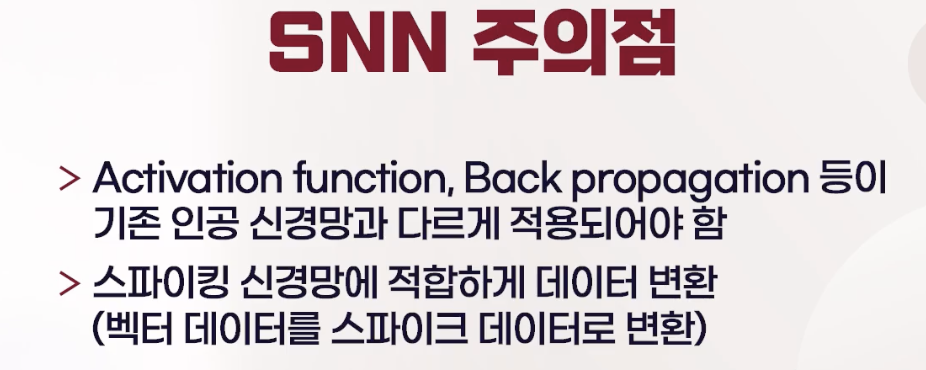 SNN 주의점
> Activation function, Back propagation 등이
기존 인공 신경망과 다르게 적용되어야 함
> 스파이킹 신경망에 적합하게 데이터 변환
(벡터 데이터를 스파이크 데이터로 변환)